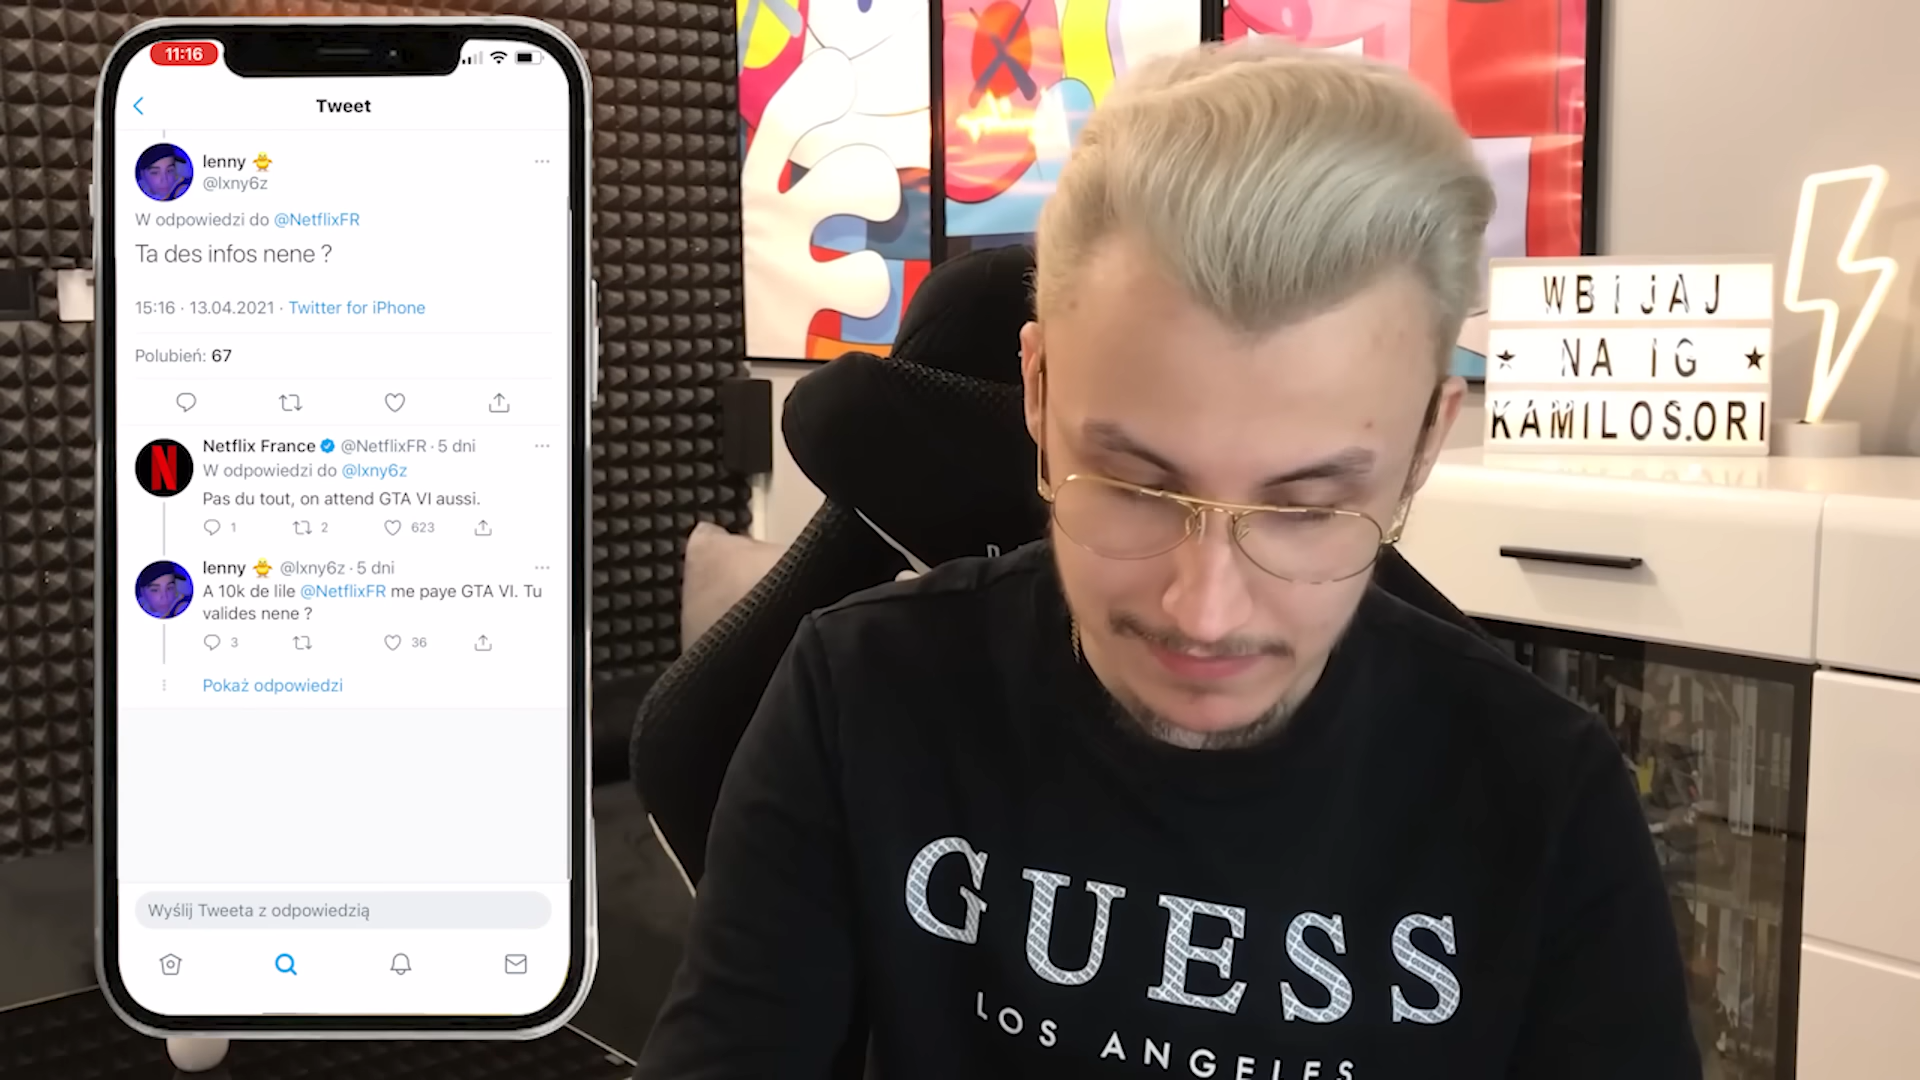 11:16
Tweet
lenny 🐥
@lxny6z
W odpowiedzi do @NetflixFR
Ta des infos nene ?
15:16 · 13.04.2021 · Twitter for iPhone
Polubień: 67
Netflix France @NetflixFR · 5 dni
W odpowiedzi do @lxny6z
Pas du tout, on attend GTA VI aussi.
1 2 623
lenny 🐥 @lxny6z · 5 dni
A 10k de lile @NetflixFR me paye GTA VI. Tu
valides nene ?
3 36
Pokaż odpowiedzi
Wyślij Tweeta z odpowiedzią
WBIJAJ
★ NA IG ★
KAMILOS.ORI
GUESS
LOS ANGELES